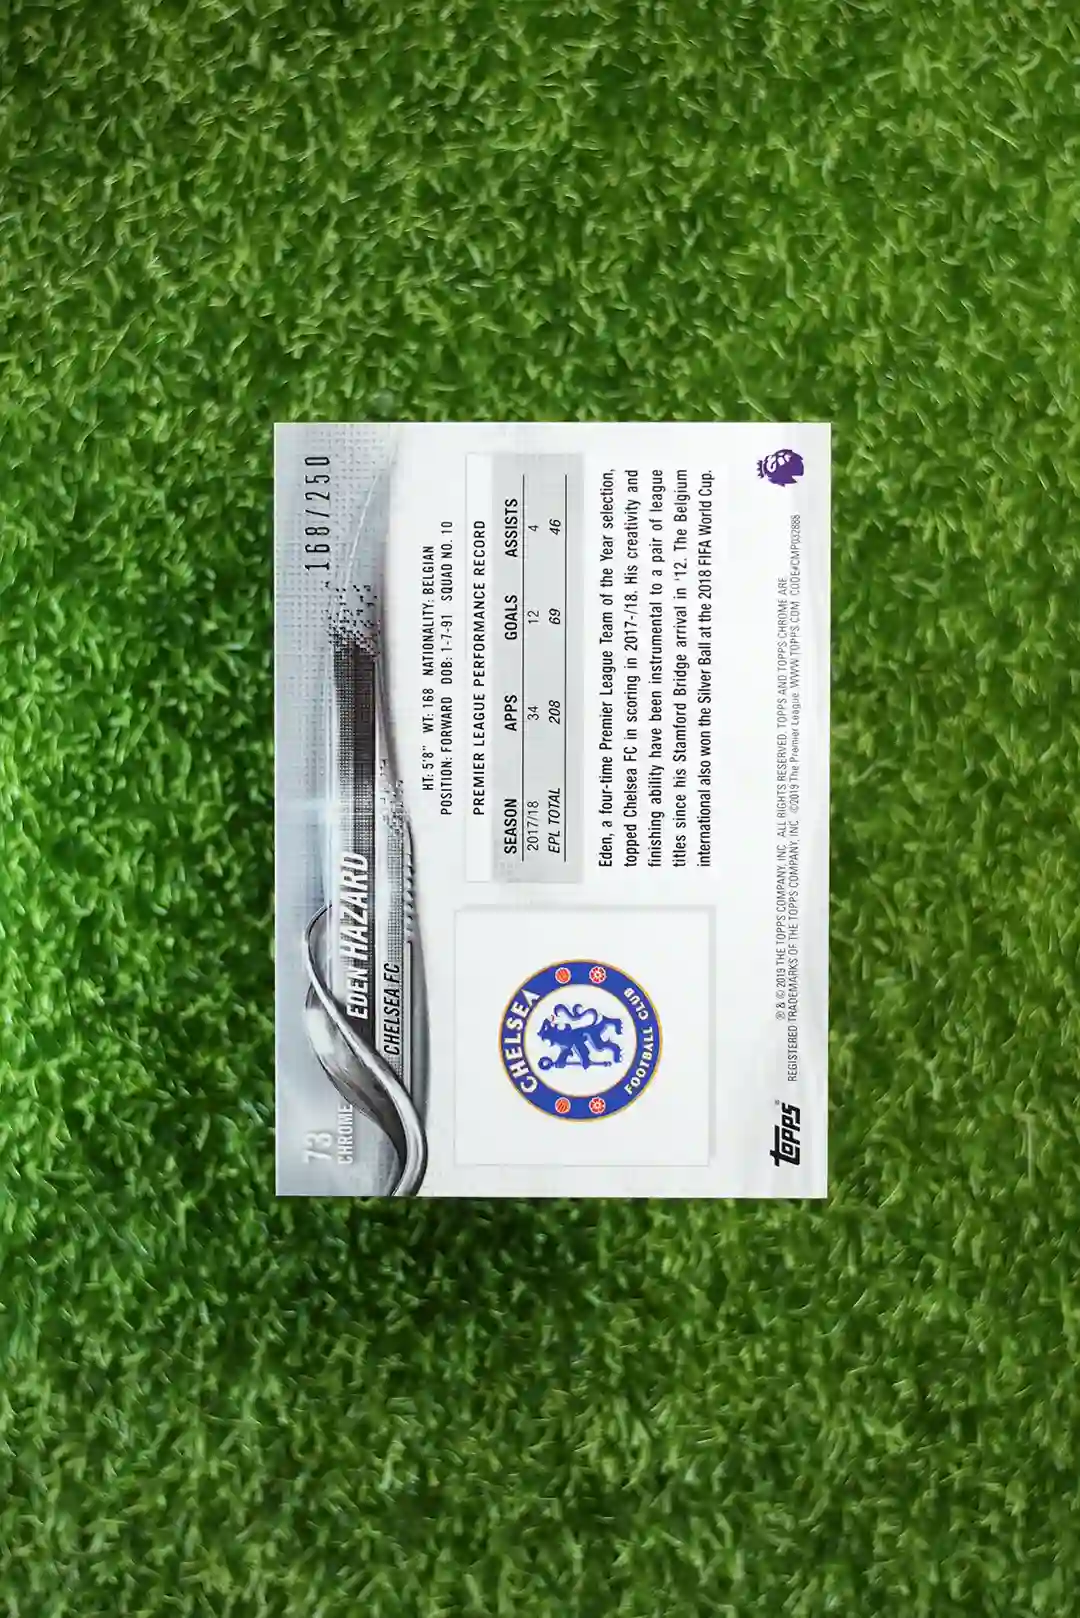 73
CHROME
168/250
EDEN HAZARD
CHELSEA FC
HT: 5'8" WT: 168 NATIONALITY: BELGIAN
POSITION: FORWARD DOB: 1-7-91 SQUAD NO. 10
PREMIER LEAGUE PERFORMANCE RECORD
SEASON APPS GOALS ASSISTS
2017/18 34 12 4
EPL TOTAL 208 69 46
Eden, a four-time Premier League Team of the Year selection,
topped Chelsea FC in scoring in 2017-/18. His creativity and
finishing ability have been instrumental to a pair of league
titles since his Stamford Bridge arrival in '12. The Belgium
international also won the Silver Ball at the 2018 FIFA World Cup.
CHELSEA
FOOTBALL CLUB
topps®
® & © 2019 THE TOPPS COMPANY, INC. ALL RIGHTS RESERVED. TOPPS AND TOPPS CHROME ARE
REGISTERED TRADEMARKS OF THE TOPPS COMPANY, INC. ©2019 The Premier League. WWW.TOPPS.COM CODE#CMP032888